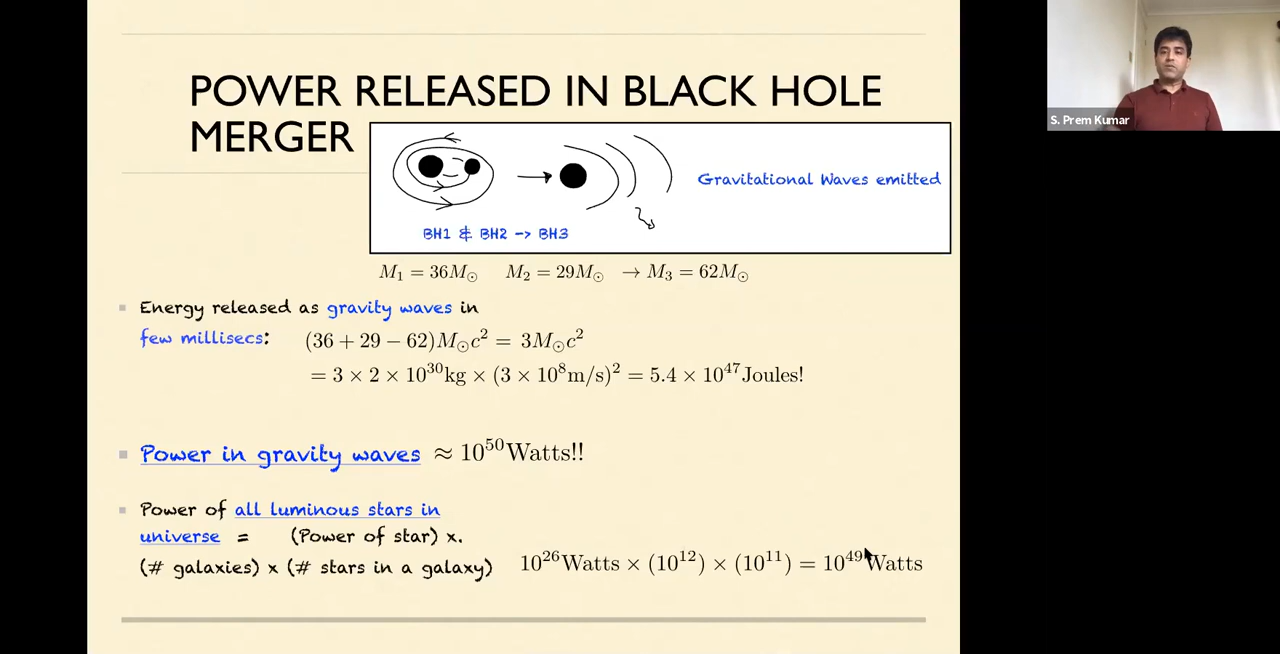 POWER RELEASED IN BLACK HOLE
MERGER
Gravitational Waves emitted
BH1 & BH2 -> BH3
M₁ = 36M⊙ M₂ = 29M⊙ → M₃ = 62M⊙
Energy released as gravity waves in
few millisecs: (36 + 29 − 62)M⊙c² = 3M⊙c²
= 3 × 2 × 10³⁰kg × (3 × 10⁸m/s)² = 5.4 × 10⁴⁷Joules!
Power in gravity waves ≈ 10⁵⁰Watts!!
Power of all luminous stars in
universe = (Power of star) x.
(# galaxies) x (# stars in a galaxy) 10²⁶Watts × (10¹²) × (10¹¹) = 10⁴⁹Watts
S. Prem Kumar